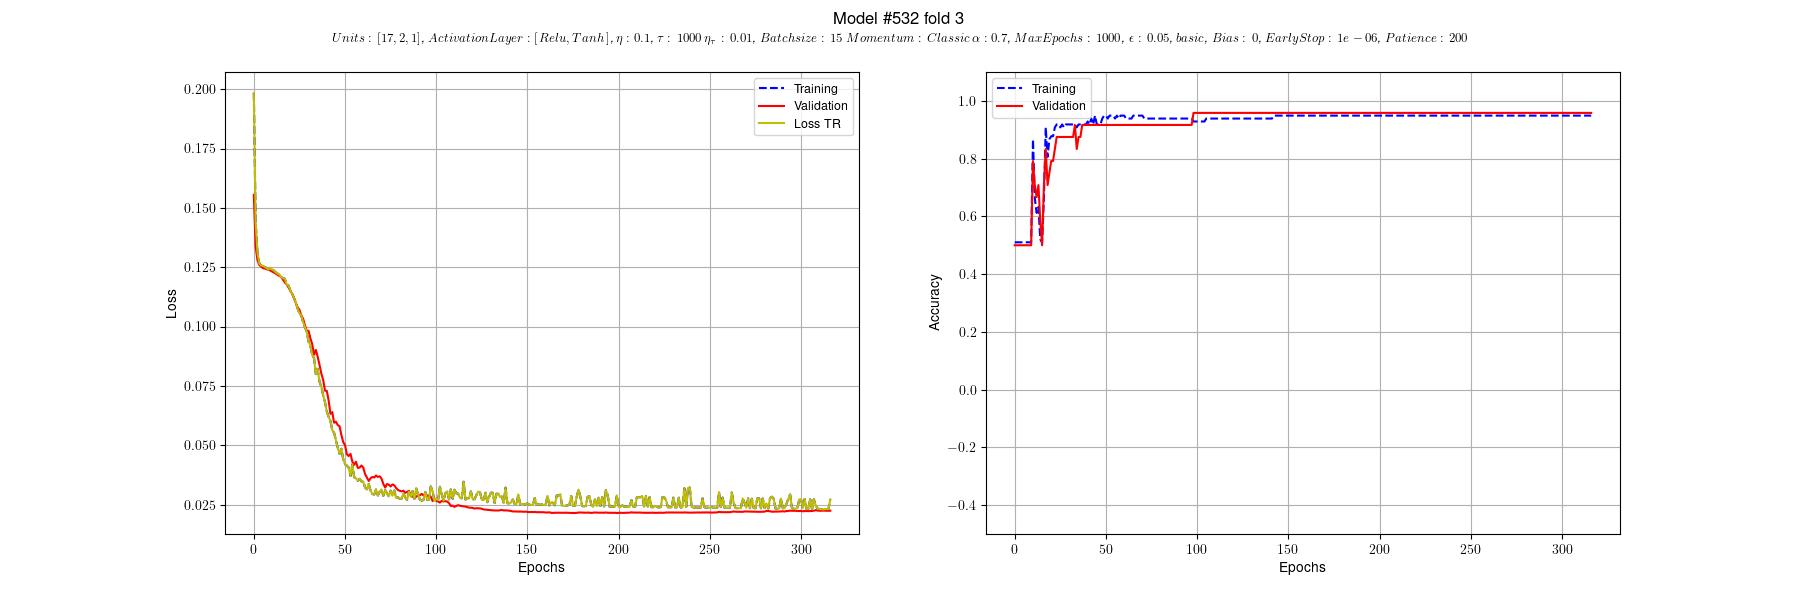 Model #532 fold 3
Units : [17, 2, 1], ActivationLayer : [Relu, Tanh], η : 0.1, τ : 1000 ητ : 0.01, Batchsize : 15 Momentum : Classic α : 0.7, MaxEpochs : 1000, ϵ : 0.05, basic, Bias : 0, EarlyStop : 1e − 06, Patience : 200
Training
Validation
Loss TR
0.200
0.175
0.150
0.125
0.100
0.075
0.050
0.025
Loss
0
50
100
150
200
250
300
Epochs
Training
Validation
1.0
0.8
0.6
0.4
0.2
0.0
−0.2
−0.4
Accuracy
0
50
100
150
200
250
300
Epochs